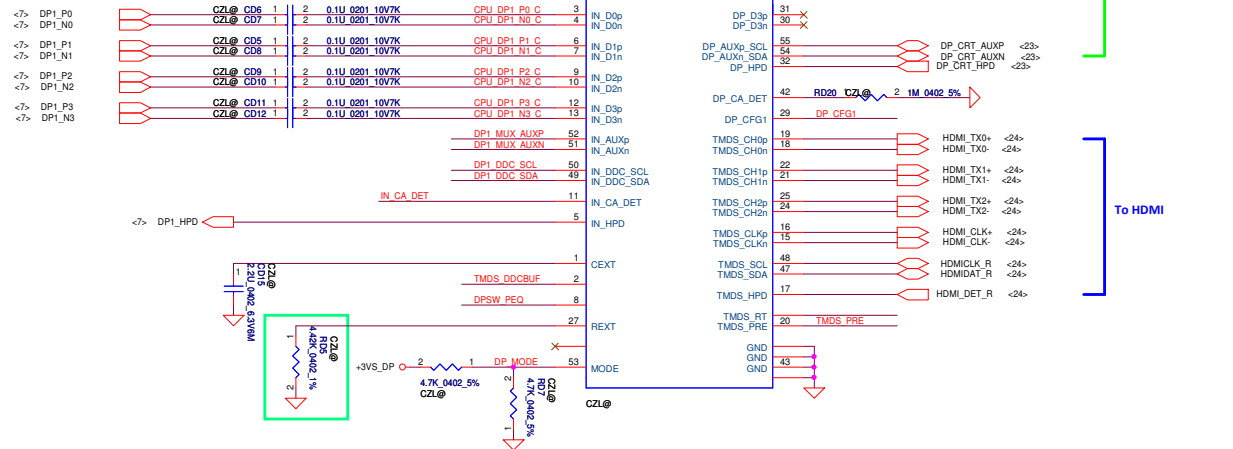 <7> DP1_P0 CZL@ CD6 1 2 0.1U_0201_10V7K CPU_DP1_P0_C 3 IN_D0p DP_D3p 31
<7> DP1_N0 CZL@ CD7 1 2 0.1U_0201_10V7K CPU_DP1_N0_C 4 IN_D0n DP_D3n 30
<7> DP1_P1 CZL@ CD5 1 2 0.1U_0201_10V7K CPU_DP1_P1_C 6 IN_D1p DP_AUXp_SCL 55 DP_CRT_AUXP <23>
<7> DP1_N1 CZL@ CD8 1 2 0.1U_0201_10V7K CPU_DP1_N1_C 7 IN_D1n DP_AUXn_SDA 54 DP_CRT_AUXN <23>
DP_HPD 32 DP_CRT_HPD <23>
<7> DP1_P2 CZL@ CD9 1 2 0.1U_0201_10V7K CPU_DP1_P2_C 9 IN_D2p
<7> DP1_N2 CZL@ CD10 1 2 0.1U_0201_10V7K CPU_DP1_N2_C 10 IN_D2n
DP_CA_DET 42 RD20 1 CZL@ 2 1M_0402_5%
<7> DP1_P3 CZL@ CD11 1 2 0.1U_0201_10V7K CPU_DP1_P3_C 12 IN_D3p
<7> DP1_N3 CZL@ CD12 1 2 0.1U_0201_10V7K CPU_DP1_N3_C 13 IN_D3n DP_CFG1 29 DP_CFG1
DP1_MUX_AUXP 52 IN_AUXp TMDS_CH0p 19 HDMI_TX0+ <24>
DP1_MUX_AUXN 51 IN_AUXn TMDS_CH0n 18 HDMI_TX0- <24>
DP1_DDC_SCL 50 IN_DDC_SCL TMDS_CH1p 22 HDMI_TX1+ <24>
DP1_DDC_SDA 49 IN_DDC_SDA TMDS_CH1n 21 HDMI_TX1- <24>
IN_CA_DET 11 IN_CA_DET TMDS_CH2p 25 HDMI_TX2+ <24>
TMDS_CH2n 24 HDMI_TX2- <24>
To HDMI
<7> DP1_HPD 5 IN_HPD
TMDS_CLKp 16 HDMI_CLK+ <24>
TMDS_CLKn 15 HDMI_CLK- <24>
1 CEXT TMDS_SCL 48 HDMICLK_R <24>
TMDS_SDA 47 HDMIDAT_R <24>
1
CZL@
CD15
2.2U_0402_6.3V6M
TMDS_DDCBUF 2
DPSW_PEQ 8 TMDS_HPD 17 HDMI_DET_R <24>
27 REXT TMDS_RT
TMDS_PRE 20 TMDS_PRE
1
CZL@
RD5
4.42K_0402_1%
2
GND
GND
+3VS_DP 2 1 DP_MODE 53 MODE GND 43
4.7K_0402_5%
CZL@
2
CZL@
RD7
4.7K_0402_5%
1
CZL@